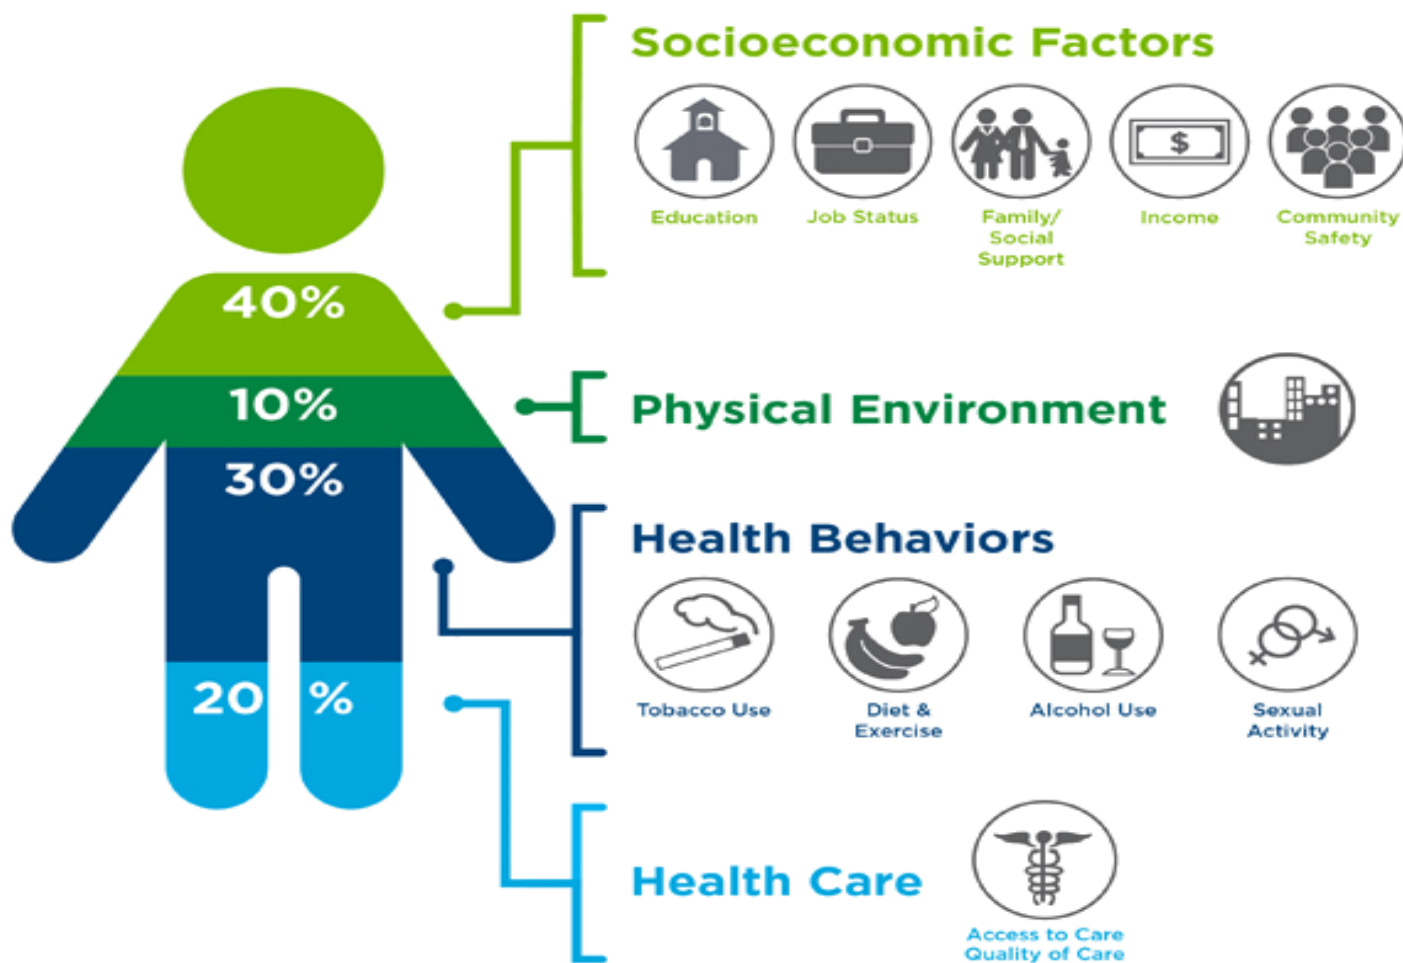 Socioeconomic Factors
$
Education
Job Status
Family/
Social
Support
Income
Community
Safety
40%
10%
Physical Environment
30%
Health Behaviors
Tobacco Use
Diet &
Exercise
Alcohol Use
Sexual
Activity
20 %
Health Care
Access to Care
Quality of Care